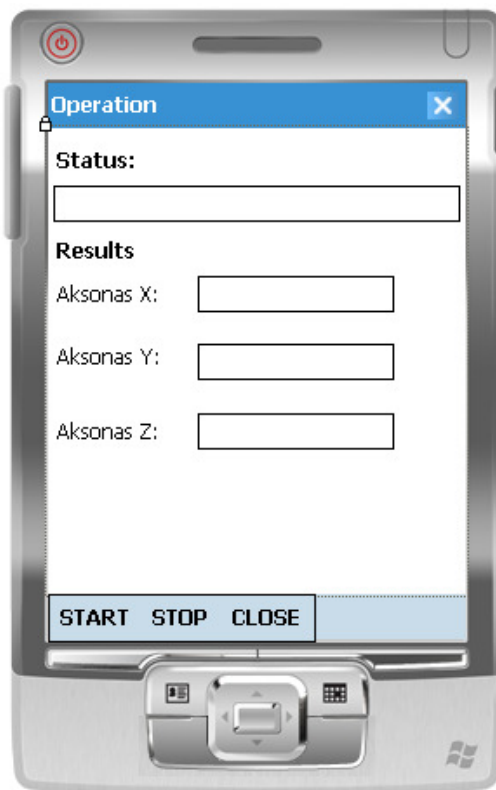 Operation
Status:
Results
Aksonas X:
Aksonas Y:
Aksonas Z:
START STOP CLOSE